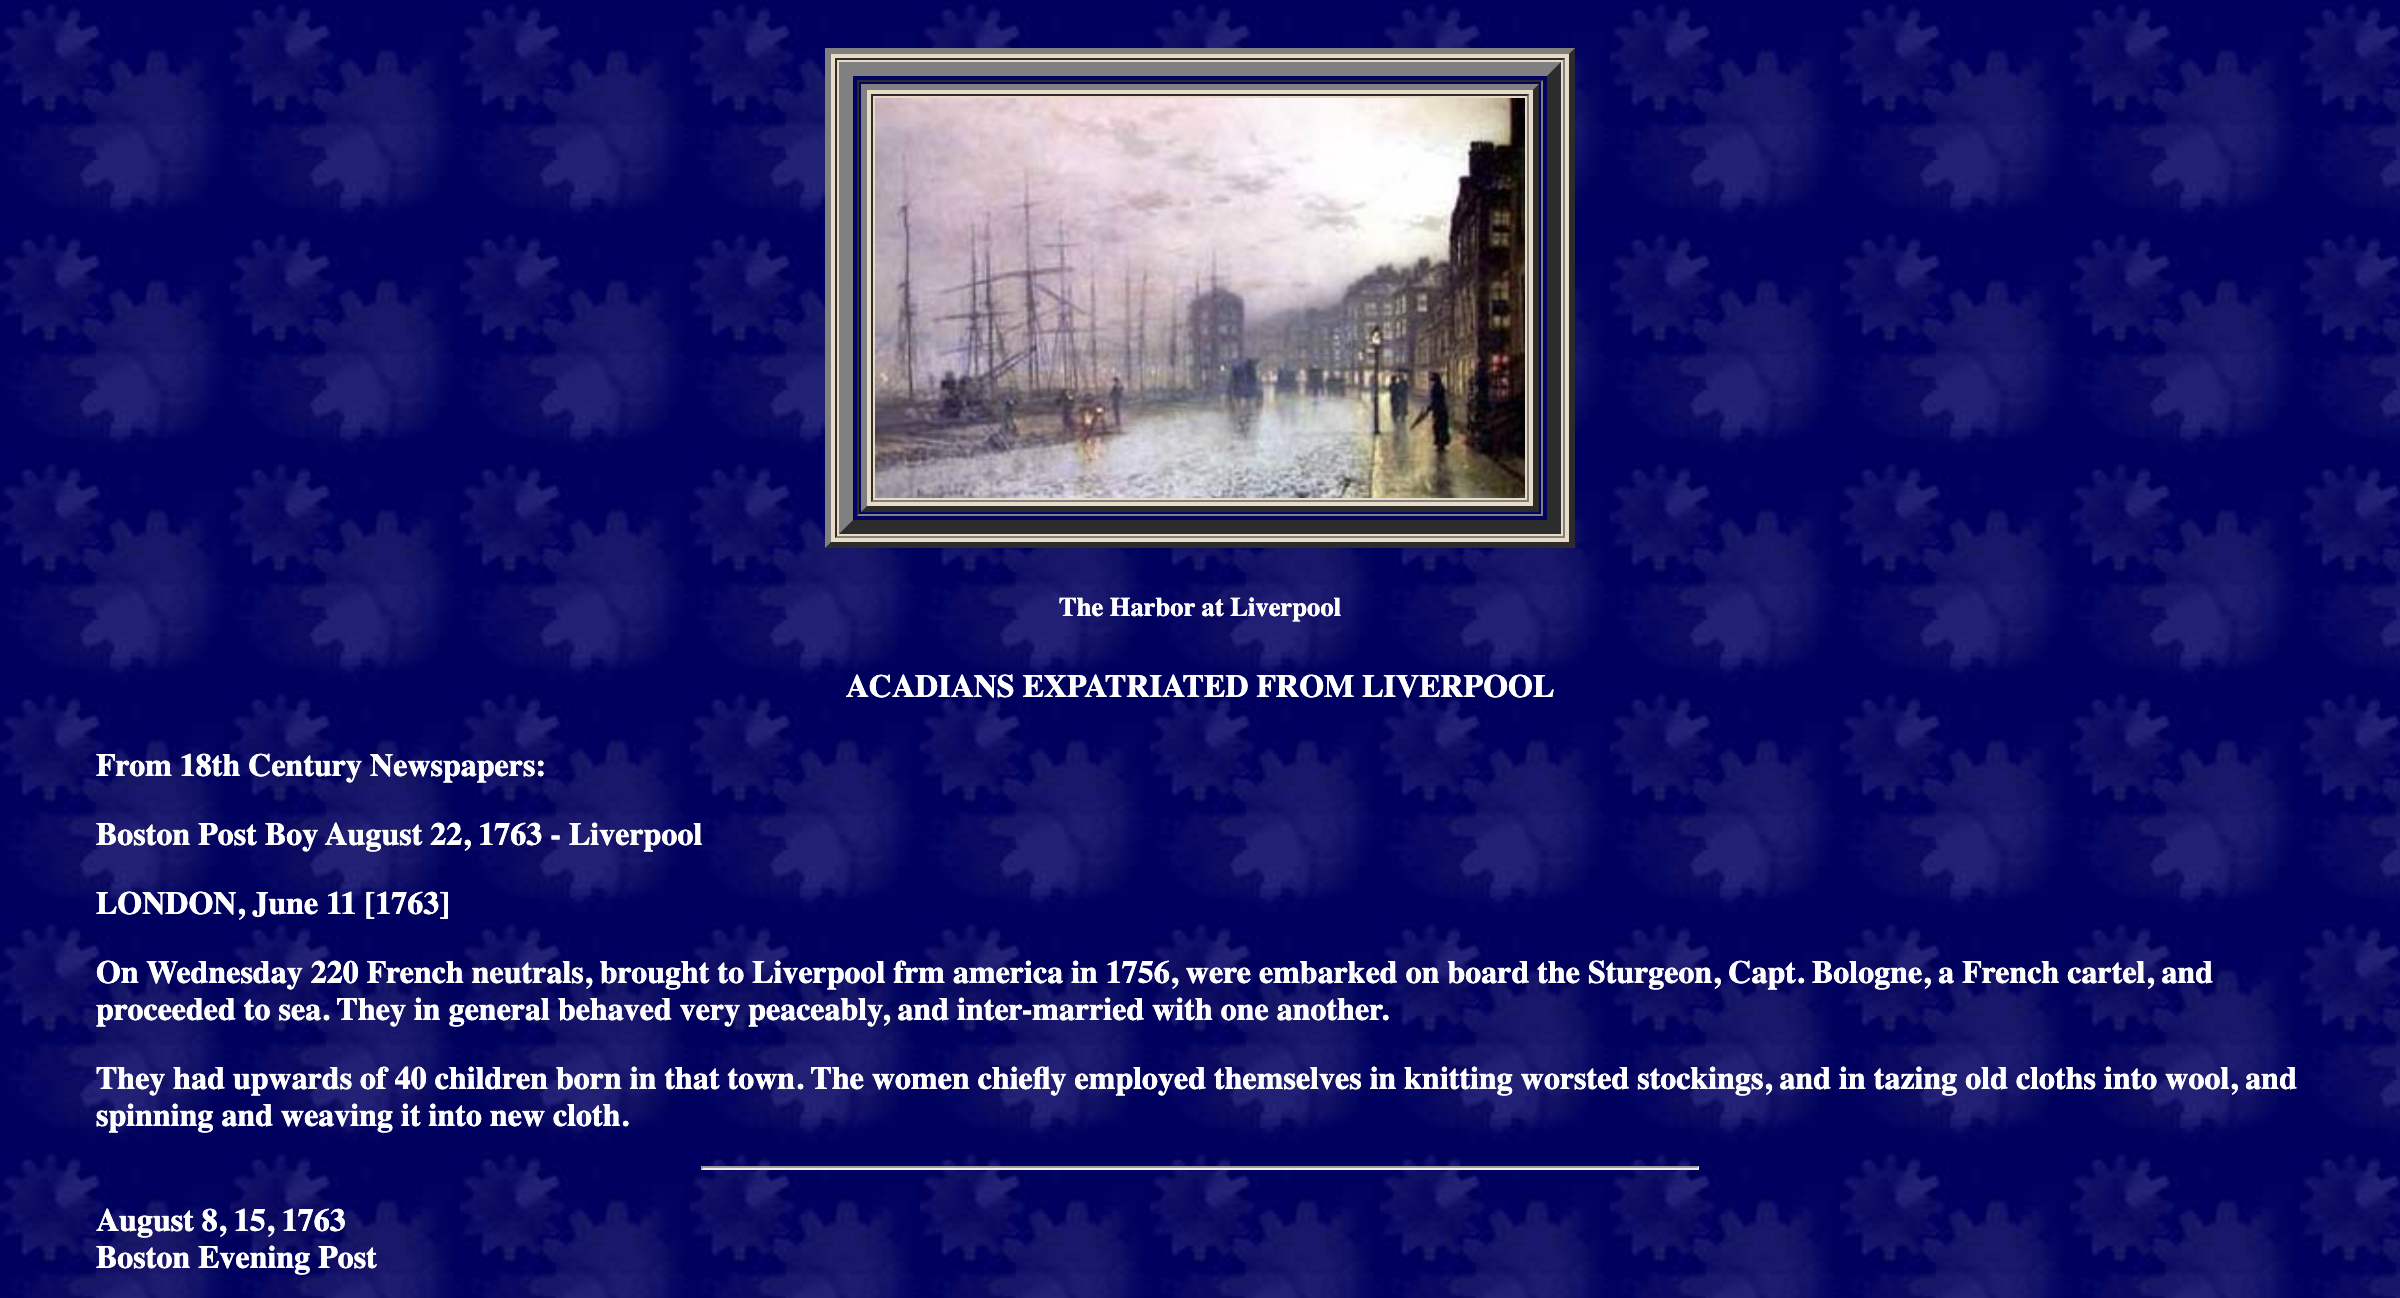 The Harbor at Liverpool
ACADIANS EXPATRIATED FROM LIVERPOOL
From 18th Century Newspapers:
Boston Post Boy August 22, 1763 - Liverpool
LONDON, June 11 [1763]
On Wednesday 220 French neutrals, brought to Liverpool frm america in 1756, were embarked on board the Sturgeon, Capt. Bologne, a French cartel, and
proceeded to sea. They in general behaved very peaceably, and inter-married with one another.
They had upwards of 40 children born in that town. The women chiefly employed themselves in knitting worsted stockings, and in tazing old cloths into wool, and
spinning and weaving it into new cloth.
August 8, 15, 1763
Boston Evening Post